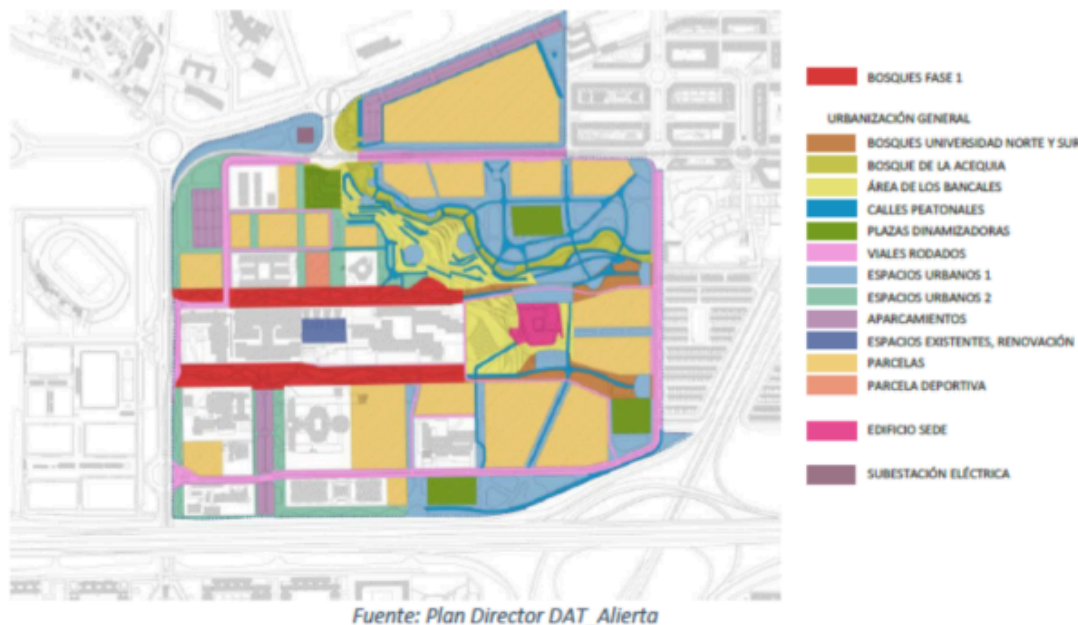 BOSQUES FASE 1
URBANIZACIÓN GENERAL
BOSQUES UNIVERSIDAD NORTE Y SUR
BOSQUE DE LA ACEQUIA
ÁREA DE LOS BANCALES
CALLES PEATONALES
PLAZAS DINAMIZADORAS
VIALES RODADOS
ESPACIOS URBANOS 1
ESPACIOS URBANOS 2
APARCAMIENTOS
ESPACIOS EXISTENTES, RENOVACIÓN
PARCELAS
PARCELA DEPORTIVA
EDIFICIO SEDE
SUBESTACIÓN ELÉCTRICA
Fuente: Plan Director DAT Alierta